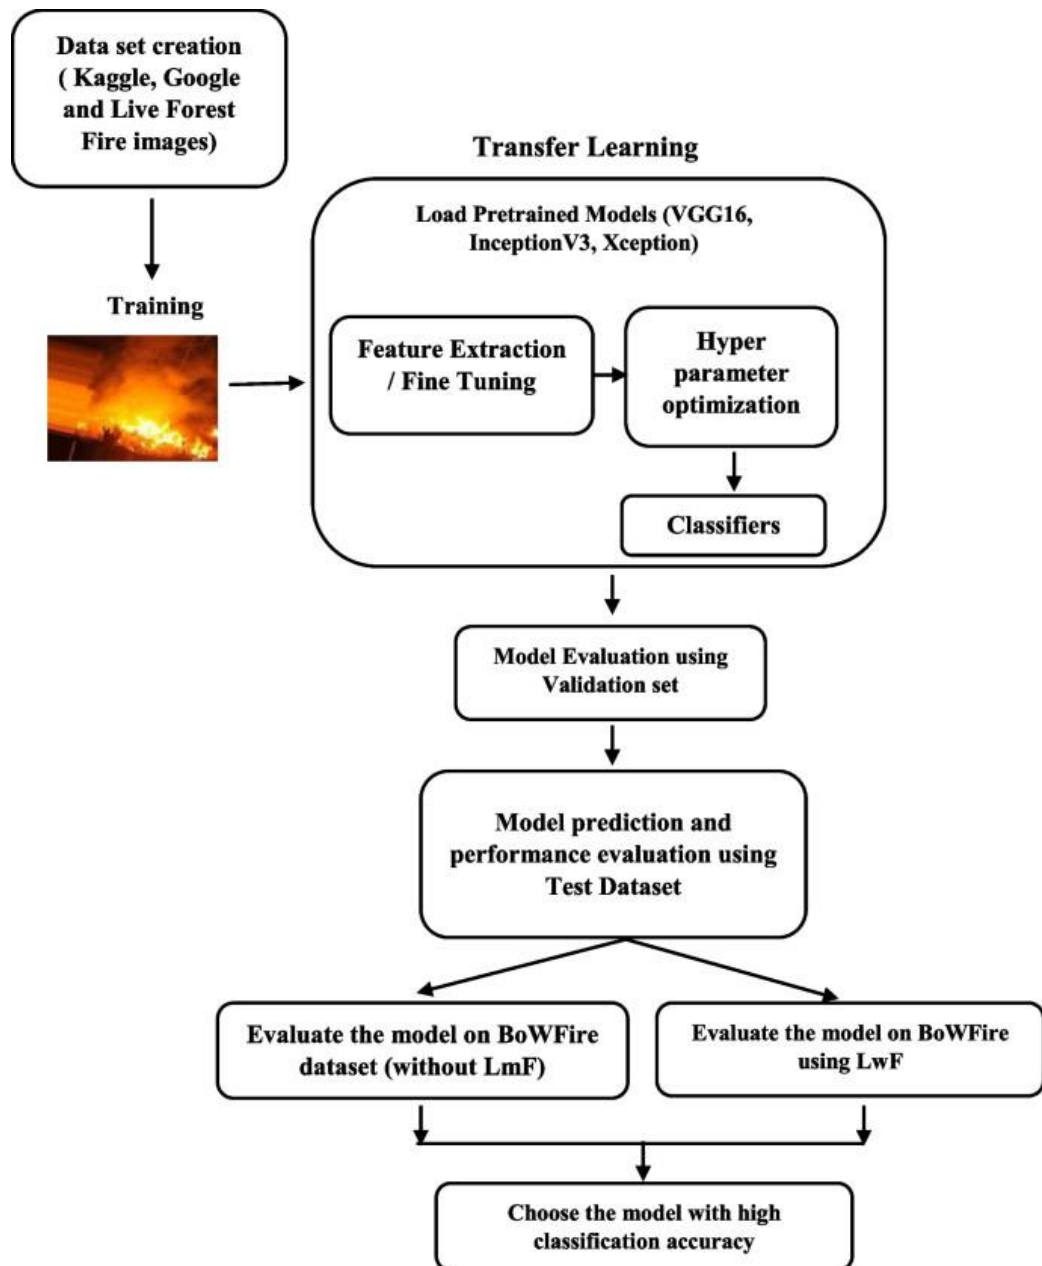 Data set creation
( Kaggle, Google
and Live Forest
Fire images)
Transfer Learning
Load Pretrained Models (VGG16,
InceptionV3, Xception)
Training
Feature Extraction
/ Fine Tuning
Hyper
parameter
optimization
Classifiers
Model Evaluation using
Validation set
Model prediction and
performance evaluation using
Test Dataset
Evaluate the model on BoWFire
dataset (without LmF)
Evaluate the model on BoWFire
using LwF
Choose the model with high
classification accuracy